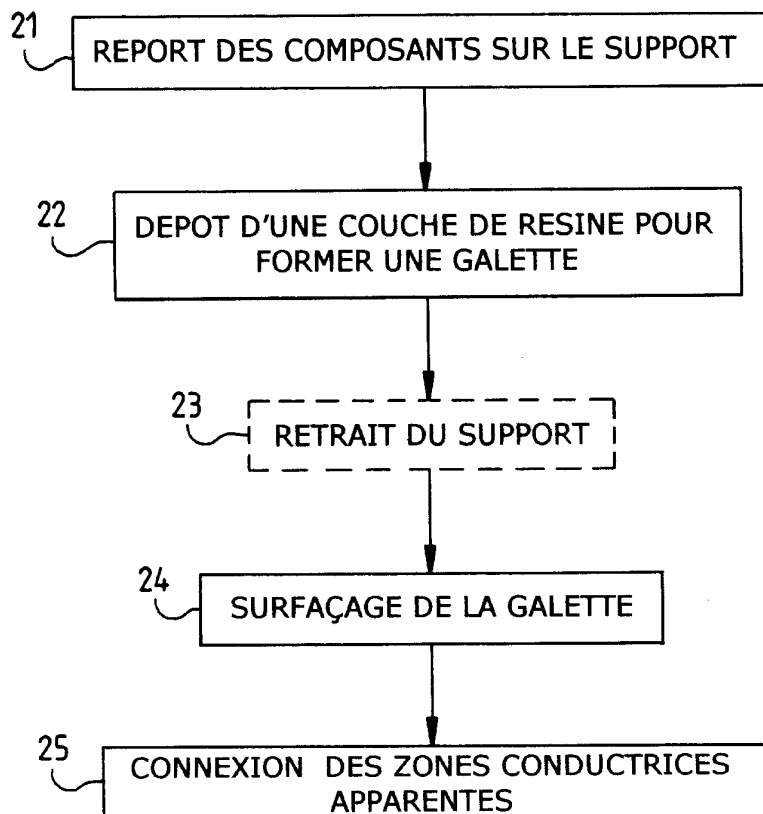 21
REPORT DES COMPOSANTS SUR LE SUPPORT
22
DEPOT D'UNE COUCHE DE RESINE POUR
FORMER UNE GALETTE
23
RETRAIT DU SUPPORT
24
SURFAÇAGE DE LA GALETTE
25
CONNEXION DES ZONES CONDUCTRICES
APPARENTES